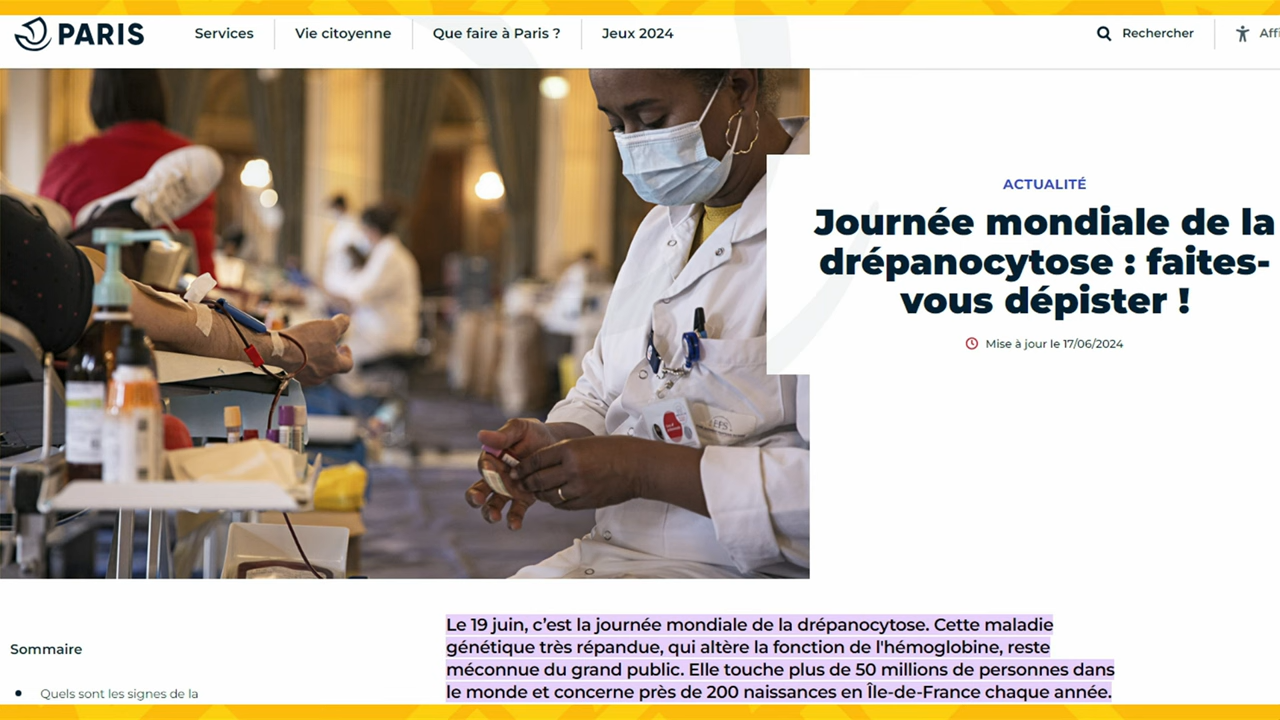 PARIS
Services
Vie citoyenne
Que faire à Paris ?
Jeux 2024
Rechercher
ACTUALITÉ
Journée mondiale de la
drépanocytose : faites-
vous dépister !
Mise à jour le 17/06/2024
Le 19 juin, c’est la journée mondiale de la drépanocytose. Cette maladie
génétique très répandue, qui altère la fonction de l'hémoglobine, reste
méconnue du grand public. Elle touche plus de 50 millions de personnes dans
le monde et concerne près de 200 naissances en Île-de-France chaque année.
Sommaire
Quels sont les signes de la